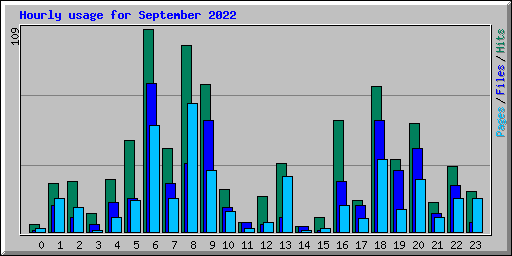 Hourly usage for September 2022
109
Pages / Files / Hits
0 1 2 3 4 5 6 7 8 9 10 11 12 13 14 15 16 17 18 19 20 21 22 23